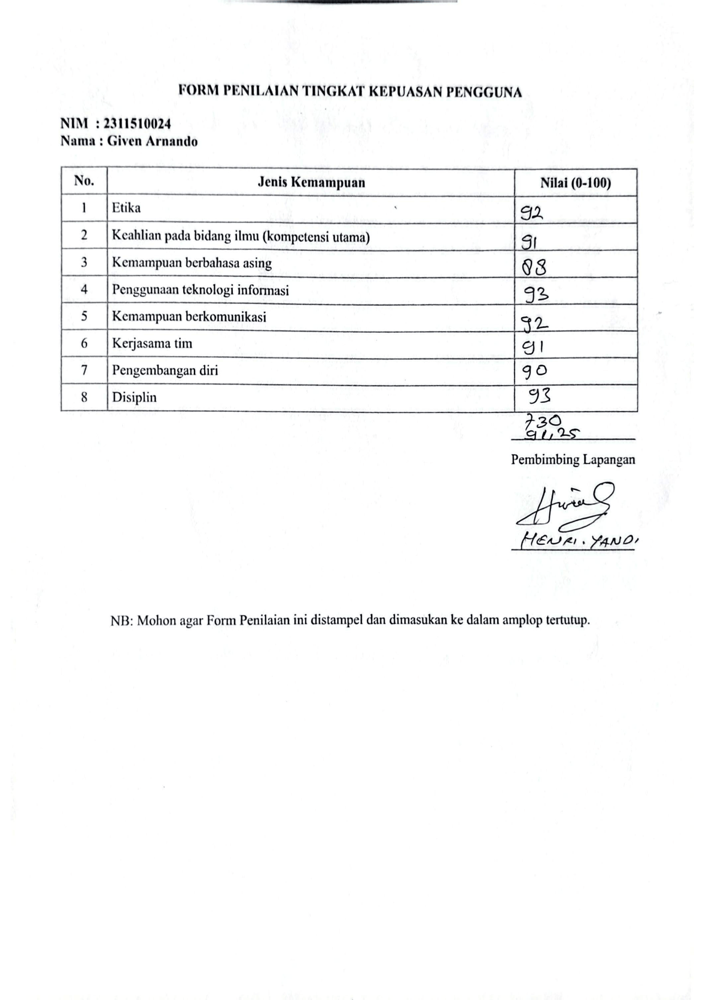 FORM PENILAIAN TINGKAT KEPUASAN PENGGUNA
NIM : 2311510024
Nama : Given Arnando
No. Jenis Kemampuan Nilai (0-100)
1 Etika 92
2 Keahlian pada bidang ilmu (kompetensi utama) 91
3 Kemampuan berbahasa asing 88
4 Penggunaan teknologi informasi 93
5 Kemampuan berkomunikasi 92
6 Kerjasama tim 91
7 Pengembangan diri 90
8 Disiplin 93
730
91,25
Pembimbing Lapangan
HENRI. YANDI
NB: Mohon agar Form Penilaian ini distampel dan dimasukan ke dalam amplop tertutup.